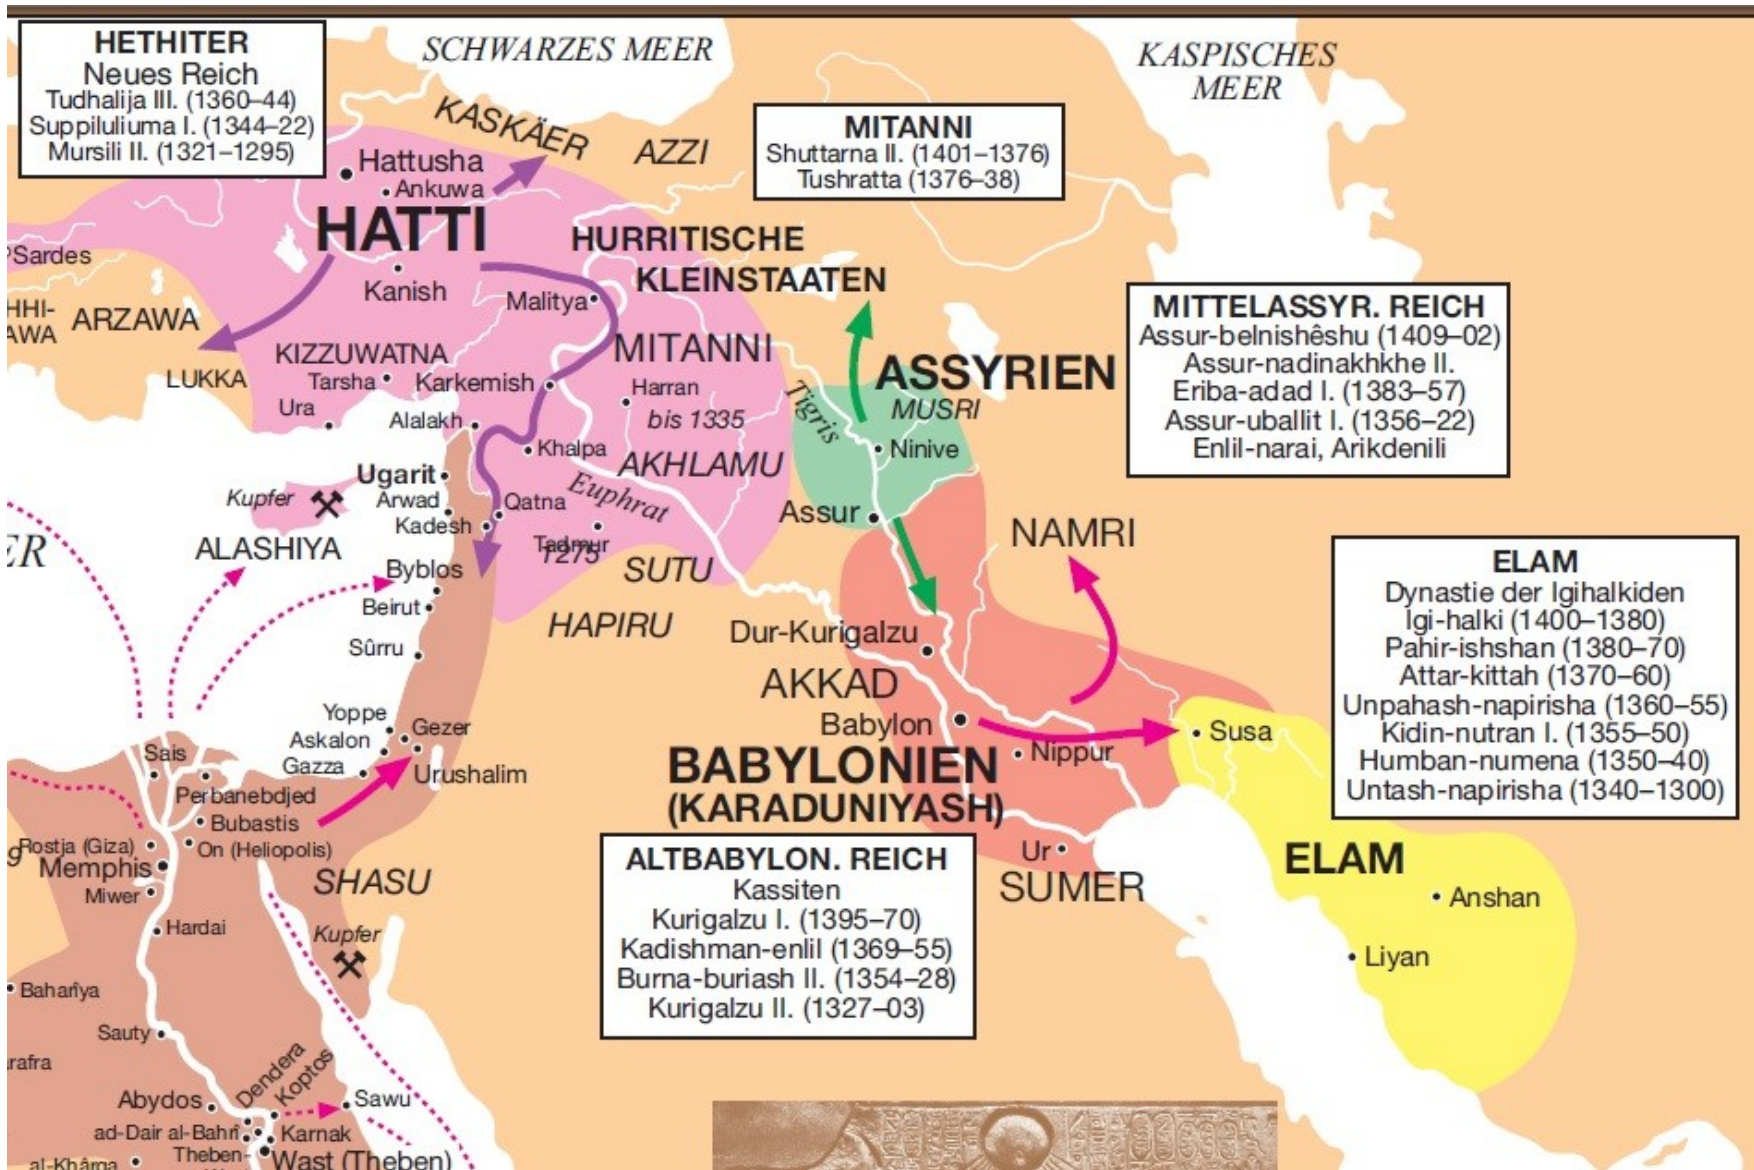 HETHITER
Neues Reich
Tudhalija III. (1360–44)
Suppiluliuma I. (1344–22)
Mursili II. (1321–1295)
SCHWARZES MEER
KASPISCHES
MEER
KASKÄER
AZZI
MITANNI
Shuttarna II. (1401–1376)
Tushratta (1376–38)
Hattusha
Ankuwa
HATTI
Sardes
HURRITISCHE
KLEINSTAATEN
Kanish
Malitya
HHI-
AWA
ARZAWA
KIZZUWATNA
MITANNI
LUKKA
Tarsha
Karkemish
Harran
Ura
Alalakh
bis 1335
Tigris
ASSYRIEN
MUSRI
Ninive
MITTELASSYR. REICH
Assur-belnishêshu (1409–02)
Assur-nadinakhkhe II.
Eriba-adad I. (1383–57)
Assur-uballit I. (1356–22)
Enlil-narai, Arikdenili
Khalpa
AKHLAMU
Ugarit
Kupfer
Arwad
Qatna
Euphrat
Kadesh
Assur
NAMRI
ER
ALASHIYA
Tadmur
1275
Byblos
SUTU
Beirut
HAPIRU
Dur-Kurigalzu
Sûrru
AKKAD
ELAM
Dynastie der Igihalkiden
Igi-halki (1400–1380)
Pahir-ishshan (1380–70)
Attar-kittah (1370–60)
Unpahash-napirisha (1360–55)
Kidin-nutran I. (1355–50)
Humban-numena (1350–40)
Untash-napirisha (1340–1300)
Yoppe
Gezer
Babylon
Susa
Askalon
Nippur
Sais
Gazza
Urushalim
BABYLONIEN
(KARADUNIYASH)
Perbanebdjed
Bubastis
Rostja (Giza)
On (Heliopolis)
g
Memphis
SHASU
Miwer
Ur
SUMER
ELAM
Anshan
Liyan
ALTBABYLON. REICH
Kassiten
Kurigalzu I. (1395–70)
Kadishman-enlil (1369–55)
Burna-buriash II. (1354–28)
Kurigalzu II. (1327–03)
Hardai
Kupfer
Baharîya
Sauty
arafra
Dendera
Koptos
Abydos
Sawu
ad-Dair al-Bahrî
Karnak
Theben-
Wast (Theben)
al-Khârga